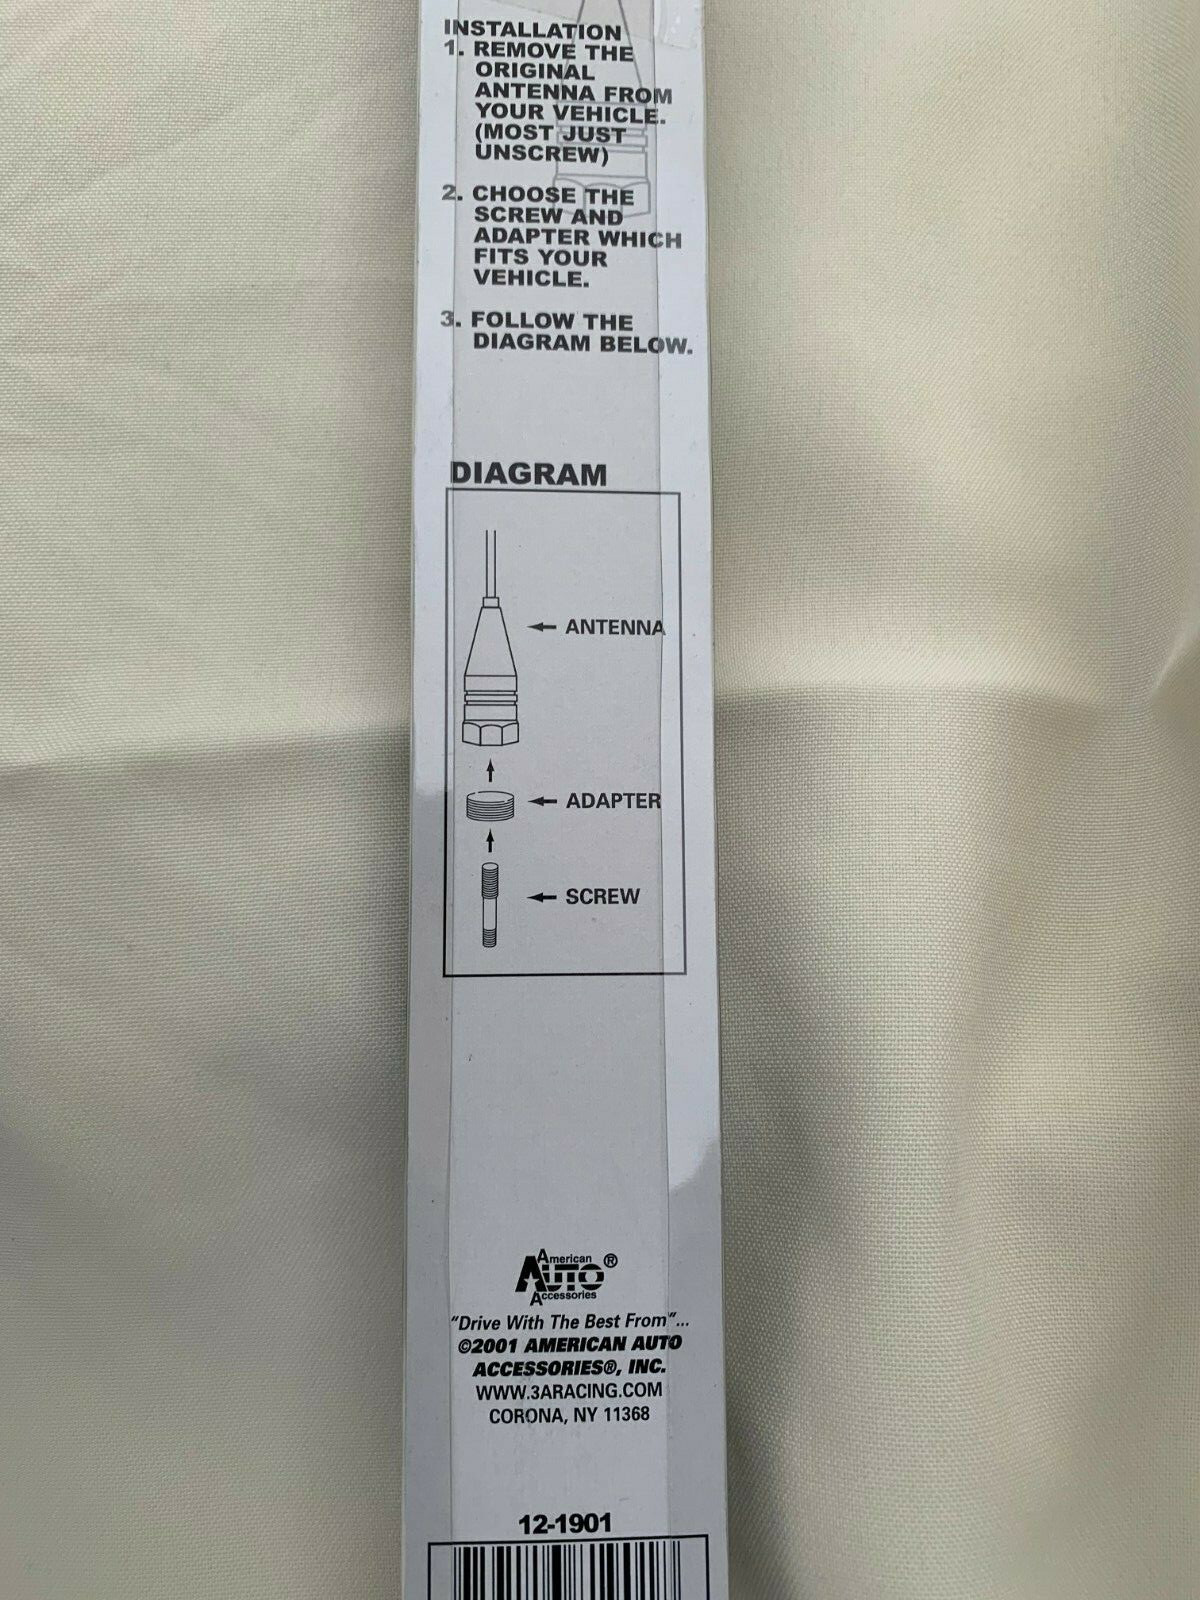 INSTALLATION
1. REMOVE THE
ORIGINAL
ANTENNA FROM
YOUR VEHICLE.
(MOST JUST
UNSCREW)
2. CHOOSE THE
SCREW AND
ADAPTER WHICH
FITS YOUR
VEHICLE.
3. FOLLOW THE
DIAGRAM BELOW.
DIAGRAM
ANTENNA
ADAPTER
SCREW
American
AUTO®
Accessories
"Drive With The Best From"...
©2001 AMERICAN AUTO
ACCESSORIES®, INC.
WWW.3ARACING.COM
CORONA, NY 11368
12-1901